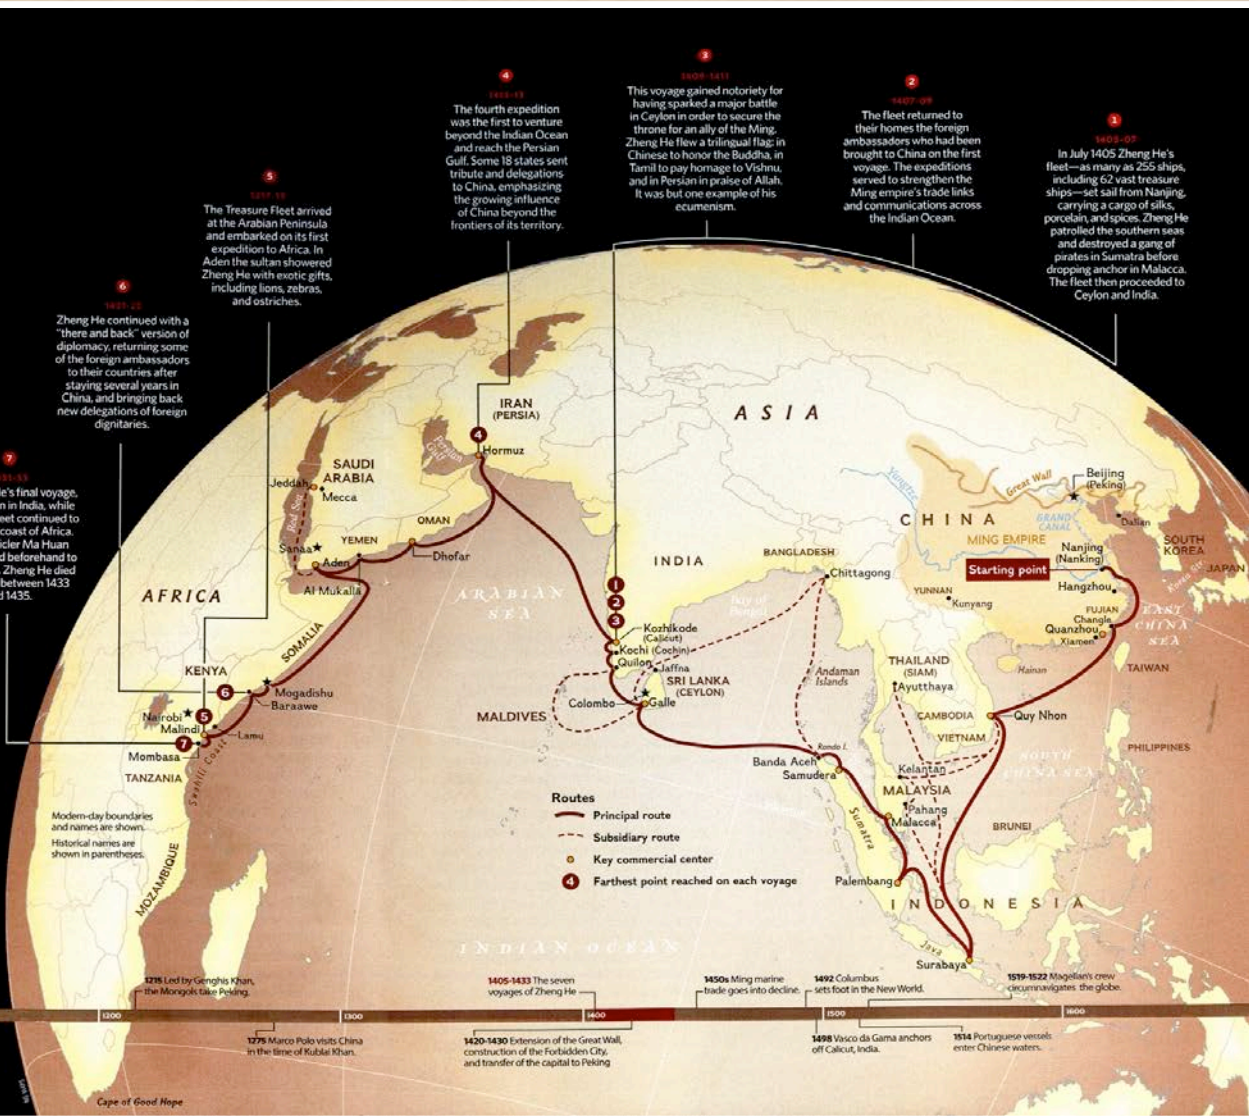 3
1409-1411
This voyage gained notoriety for
having sparked a major battle
in Ceylon in order to secure the
throne for an ally of the Ming.
Zheng He flew a trilingual flag: in
Chinese to honor the Buddha, in
Tamil to pay homage to Vishnu,
and in Persian in praise of Allah.
It was but one example of his
ecumenism.
4
1413-15
The fourth expedition
was the first to venture
beyond the Indian Ocean
and reach the Persian
Gulf. Some 18 states sent
tribute and delegations
to China, emphasizing
the growing influence
of China beyond the
frontiers of its territory.
2
1407-09
The fleet returned to
their homes the foreign
ambassadors who had been
brought to China on the first
voyage. The expeditions
served to strengthen the
Ming empire's trade links
and communications across
the Indian Ocean.
1
1405-07
In July 1405 Zheng He's
fleet—as many as 255 ships,
including 62 vast treasure
ships—set sail from Nanjing,
carrying a cargo of silks,
porcelain, and spices. Zheng He
patrolled the southern seas
and destroyed a gang of
pirates in Sumatra before
dropping anchor in Malacca.
The fleet then proceeded to
Ceylon and India.
5
The Treasure Fleet arrived
at the Arabian Peninsula
and embarked on its first
expedition to Africa. In
Aden the sultan showered
Zheng He with exotic gifts,
including lions, zebras,
and ostriches.
6
1421-22
Zheng He continued with a
"there and back" version of
diplomacy, returning some
of the foreign ambassadors
to their countries after
staying several years in
China, and bringing back
new delegations of foreign
dignitaries.
7
31-33
e's final voyage,
n in India, while
eet continued to
coast of Africa.
icler Ma Huan
d beforehand to
. Zheng He died
between 1433
d 1435.
ASIA
IRAN
(PERSIA)
4
Hormuz
Persian
Gulf
SAUDI
ARABIA
Jeddah
Mecca
Red Sea
OMAN
YEMEN
Sanaa
Aden
Dhofar
Al Mukalla
AFRICA
ARABIAN
SEA
SOMALIA
KENYA
6
Mogadishu
Baraawe
Nairobi
5
Malindi
Lamu
7
Mombasa
Swahili Coast
TANZANIA
MOZAMBIQUE
Modern-day boundaries
and names are shown.
Historical names are
shown in parentheses.
INDIA
1
2
3
Kozhikode
(Calicut)
Kochi (Cochin)
Quilon
Jaffna
SRI LANKA
(CEYLON)
Colombo
Galle
MALDIVES
BANGLADESH
Chittagong
Bay of
Bengal
Andaman
Islands
Yangtze
Great Wall
Beijing
(Peking)
GRAND
CANAL
Dalian
CHINA
MING EMPIRE
Nanjing
(Nanking)
Starting point
Hangzhou
SOUTH
KOREA
Korea Str.
JAPAN
YUNNAN
Kunyang
FUJIAN
Changle
Quanzhou
Xiamen
EAST
CHINA
SEA
TAIWAN
Hainan
THAILAND
(SIAM)
Ayutthaya
CAMBODIA
VIETNAM
Quy Nhon
SOUTH
CHINA SEA
PHILIPPINES
Rondo I.
Banda Aceh
Samudera
Kelantan
MALAYSIA
Pahang
Malacca
Sumatra
BRUNEI
Palembang
INDONESIA
Java
Surabaya
Routes
Principal route
Subsidiary route
Key commercial center
4 Farthest point reached on each voyage
INDIAN OCEAN
1215 Led by Genghis Khan,
the Mongols take Peking.
1405-1433 The seven
voyages of Zheng He
1450s Ming marine
trade goes into decline.
1492 Columbus
sets foot in the New World.
1519-1522 Magellan's crew
circumnavigates the globe.
1200
1300
1400
1500
1600
1275 Marco Polo visits China
in the time of Kublai Khan.
1420-1430 Extension of the Great Wall,
construction of the Forbidden City,
and transfer of the capital to Peking
1498 Vasco da Gama anchors
off Calicut, India.
1514 Portuguese vessels
enter Chinese waters.
Cape of Good Hope